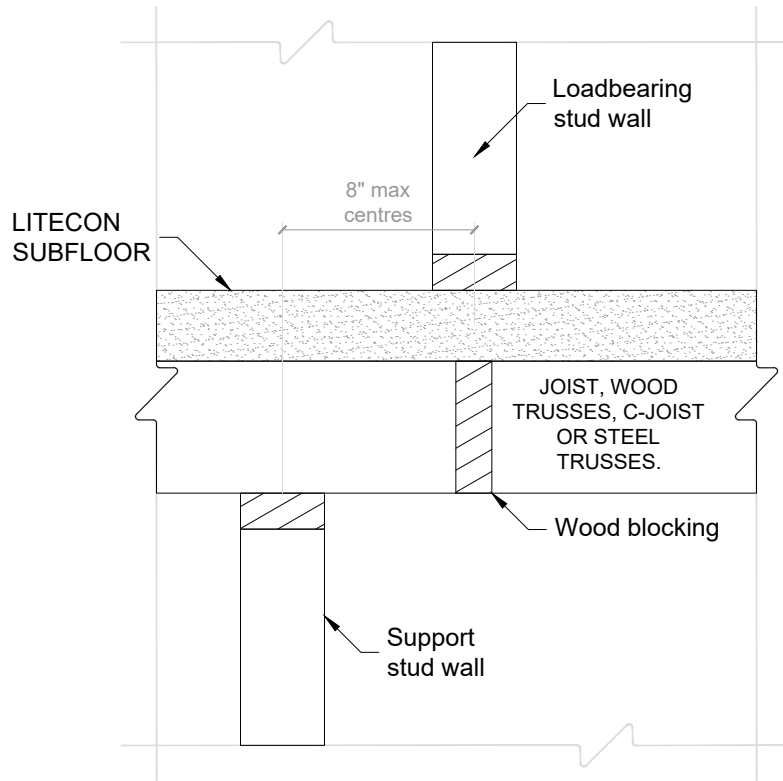 Loadbearing
stud wall
8" max
centres
LITECON
SUBFLOOR
JOIST, WOOD
TRUSSES, C-JOIST
OR STEEL
TRUSSES.
Wood blocking
Support
stud wall